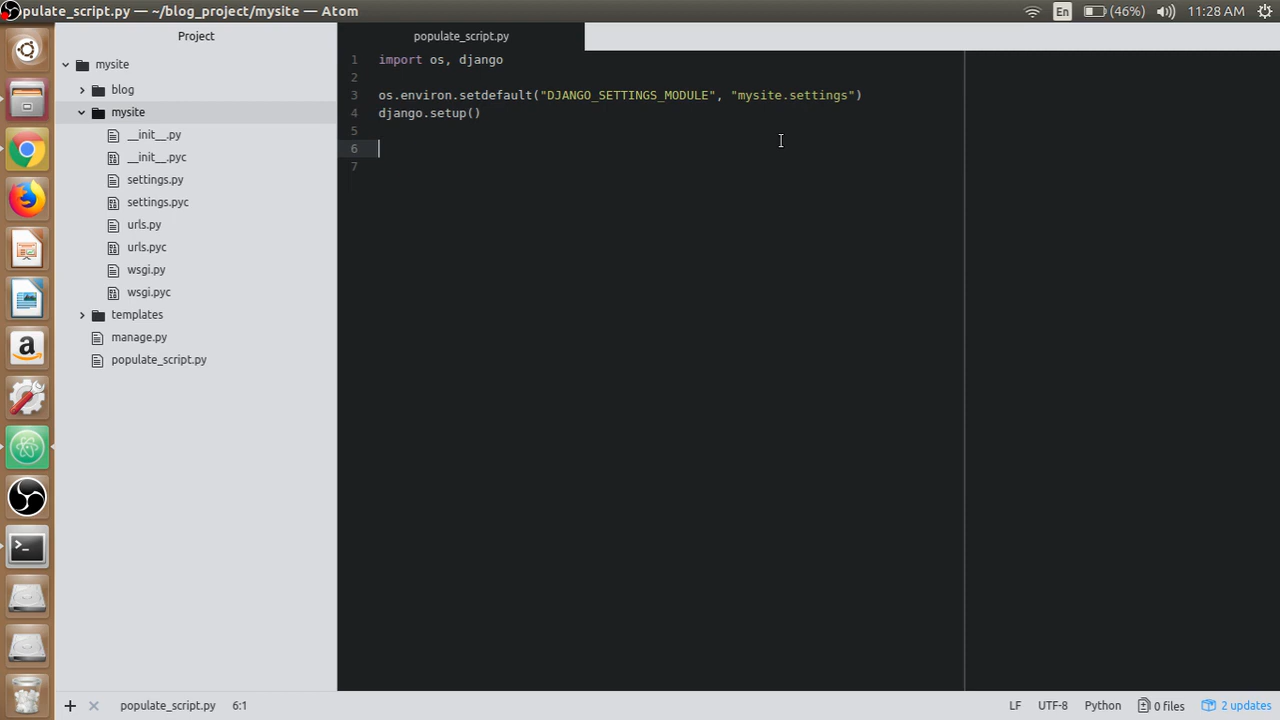 pulate_script.py — ~/blog_project/mysite — Atom
En
(46%)
11:28 AM
Project
mysite
blog
mysite
__init__.py
__init__.pyc
settings.py
settings.pyc
urls.py
urls.pyc
wsgi.py
wsgi.pyc
templates
manage.py
populate_script.py
populate_script.py
1 import os, django
2
3 os.environ.setdefault("DJANGO_SETTINGS_MODULE", "mysite.settings")
4 django.setup()
5
6
7
populate_script.py 6:1
LF UTF-8 Python 0 files 2 updates